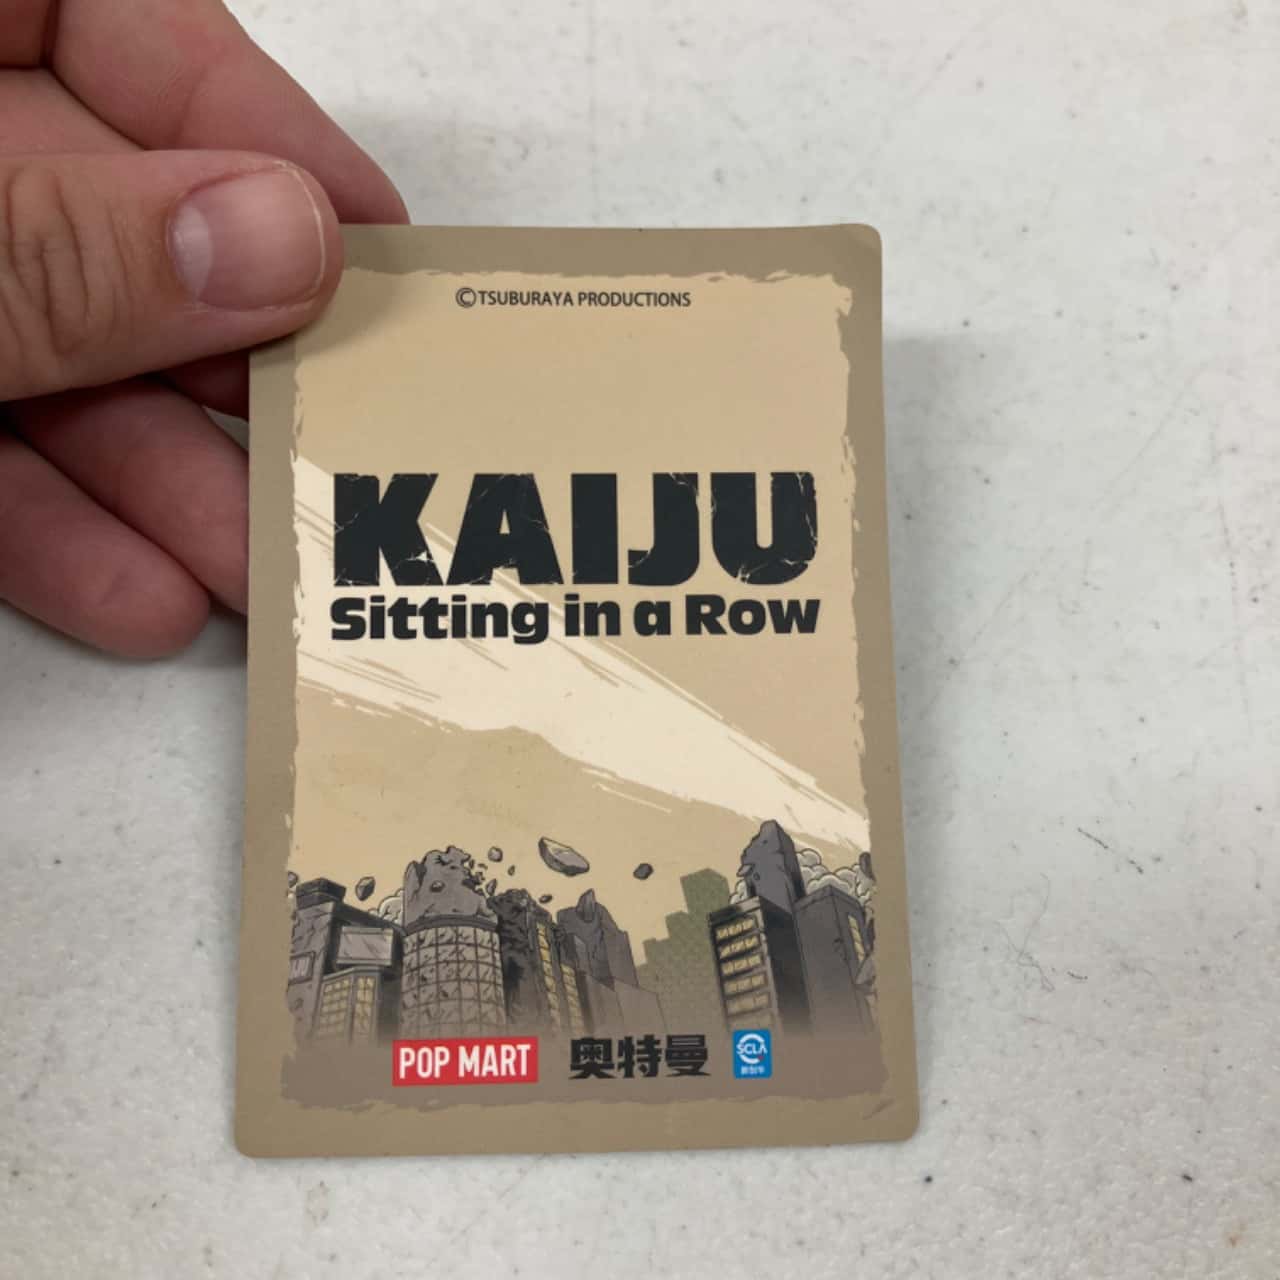 ©TSUBURAYA PRODUCTIONS
KAIJU
Sitting in a Row
POP MART 奥特曼 SCLA